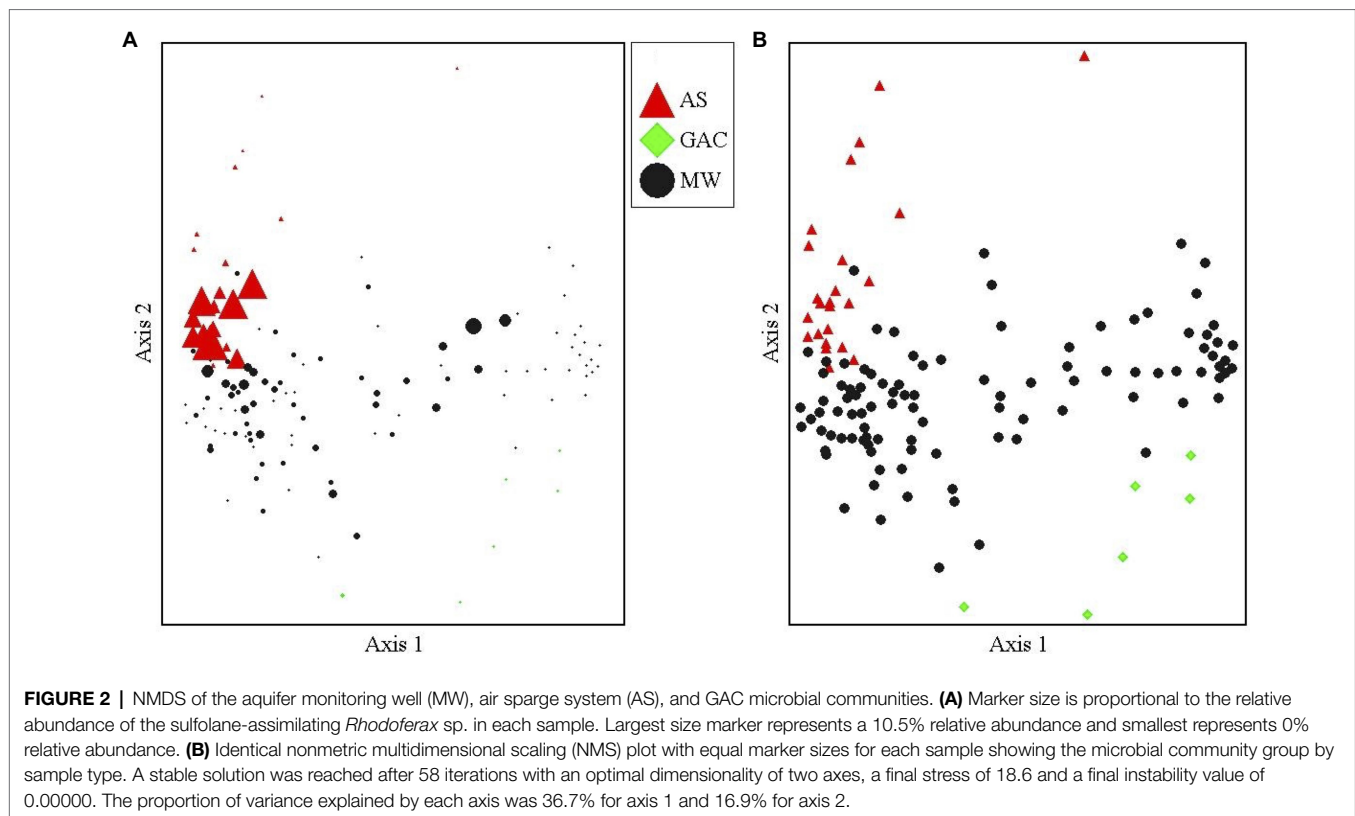 A
B
AS
GAC
MW
Axis 2
Axis 1
Axis 2
Axis 1
FIGURE 2 | NMDS of the aquifer monitoring well (MW), air sparge system (AS), and GAC microbial communities. (A) Marker size is proportional to the relative
abundance of the sulfolane-assimilating Rhodoferax sp. in each sample. Largest size marker represents a 10.5% relative abundance and smallest represents 0%
relative abundance. (B) Identical nonmetric multidimensional scaling (NMS) plot with equal marker sizes for each sample showing the microbial community group by
sample type. A stable solution was reached after 58 iterations with an optimal dimensionality of two axes, a final stress of 18.6 and a final instability value of
0.00000. The proportion of variance explained by each axis was 36.7% for axis 1 and 16.9% for axis 2.